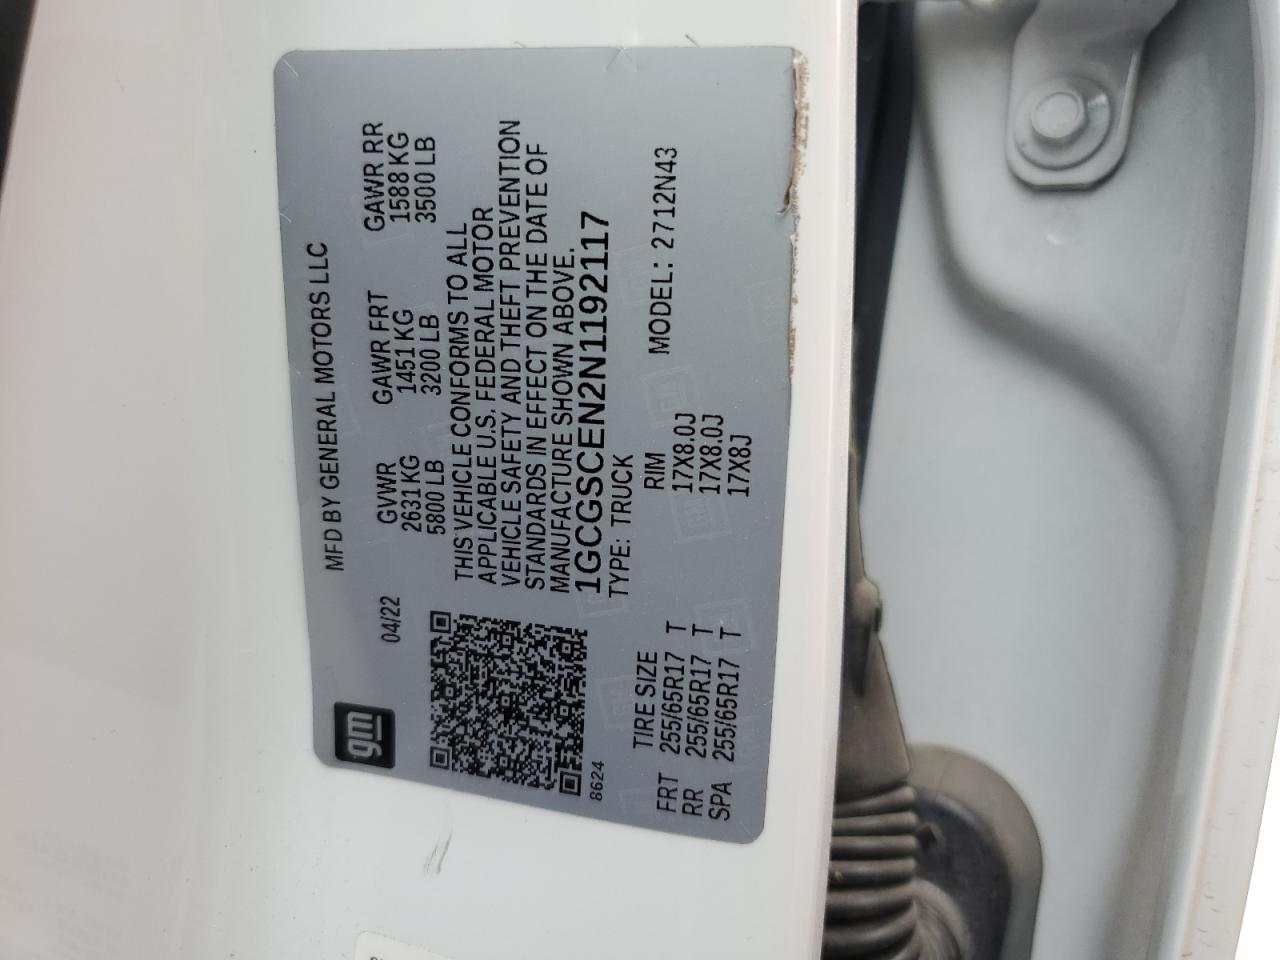 gm
MFD BY GENERAL MOTORS LLC
04/22
GVWR GAWR FRT GAWR RR
2631 KG 1451 KG 1588 KG
5800 LB 3200 LB 3500 LB
THIS VEHICLE CONFORMS TO ALL
APPLICABLE U.S. FEDERAL MOTOR
VEHICLE SAFETY AND THEFT PREVENTION
STANDARDS IN EFFECT ON THE DATE OF
MANUFACTURE SHOWN ABOVE.
1GCGSCEN2N1192117
8624
TYPE: TRUCK MODEL: 2712N43
TIRE SIZE RIM
FRT 255/65R17 T 17X8.0J
RR 255/65R17 T 17X8.0J
SPA 255/65R17 T 17X8J